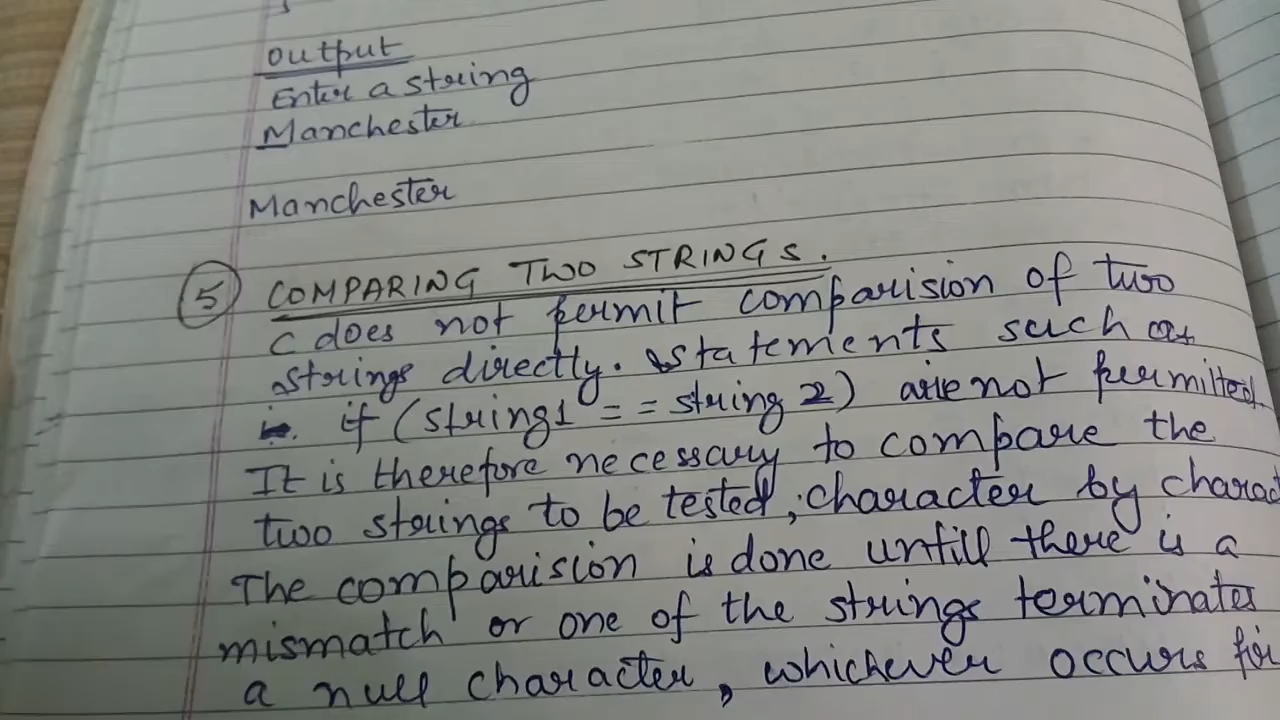 Output
Enter a string
Manchester
Manchester
5 COMPARING TWO STRINGS.
C does not permit comparision of two
strings directly. statements such as
if (string1 == string 2) are not permitted.
It is therefore necessary to compare the
two strings to be tested, character by charac
The comparision is done untill there is a
mismatch or one of the strings terminates
a null character, whichever occurs fir